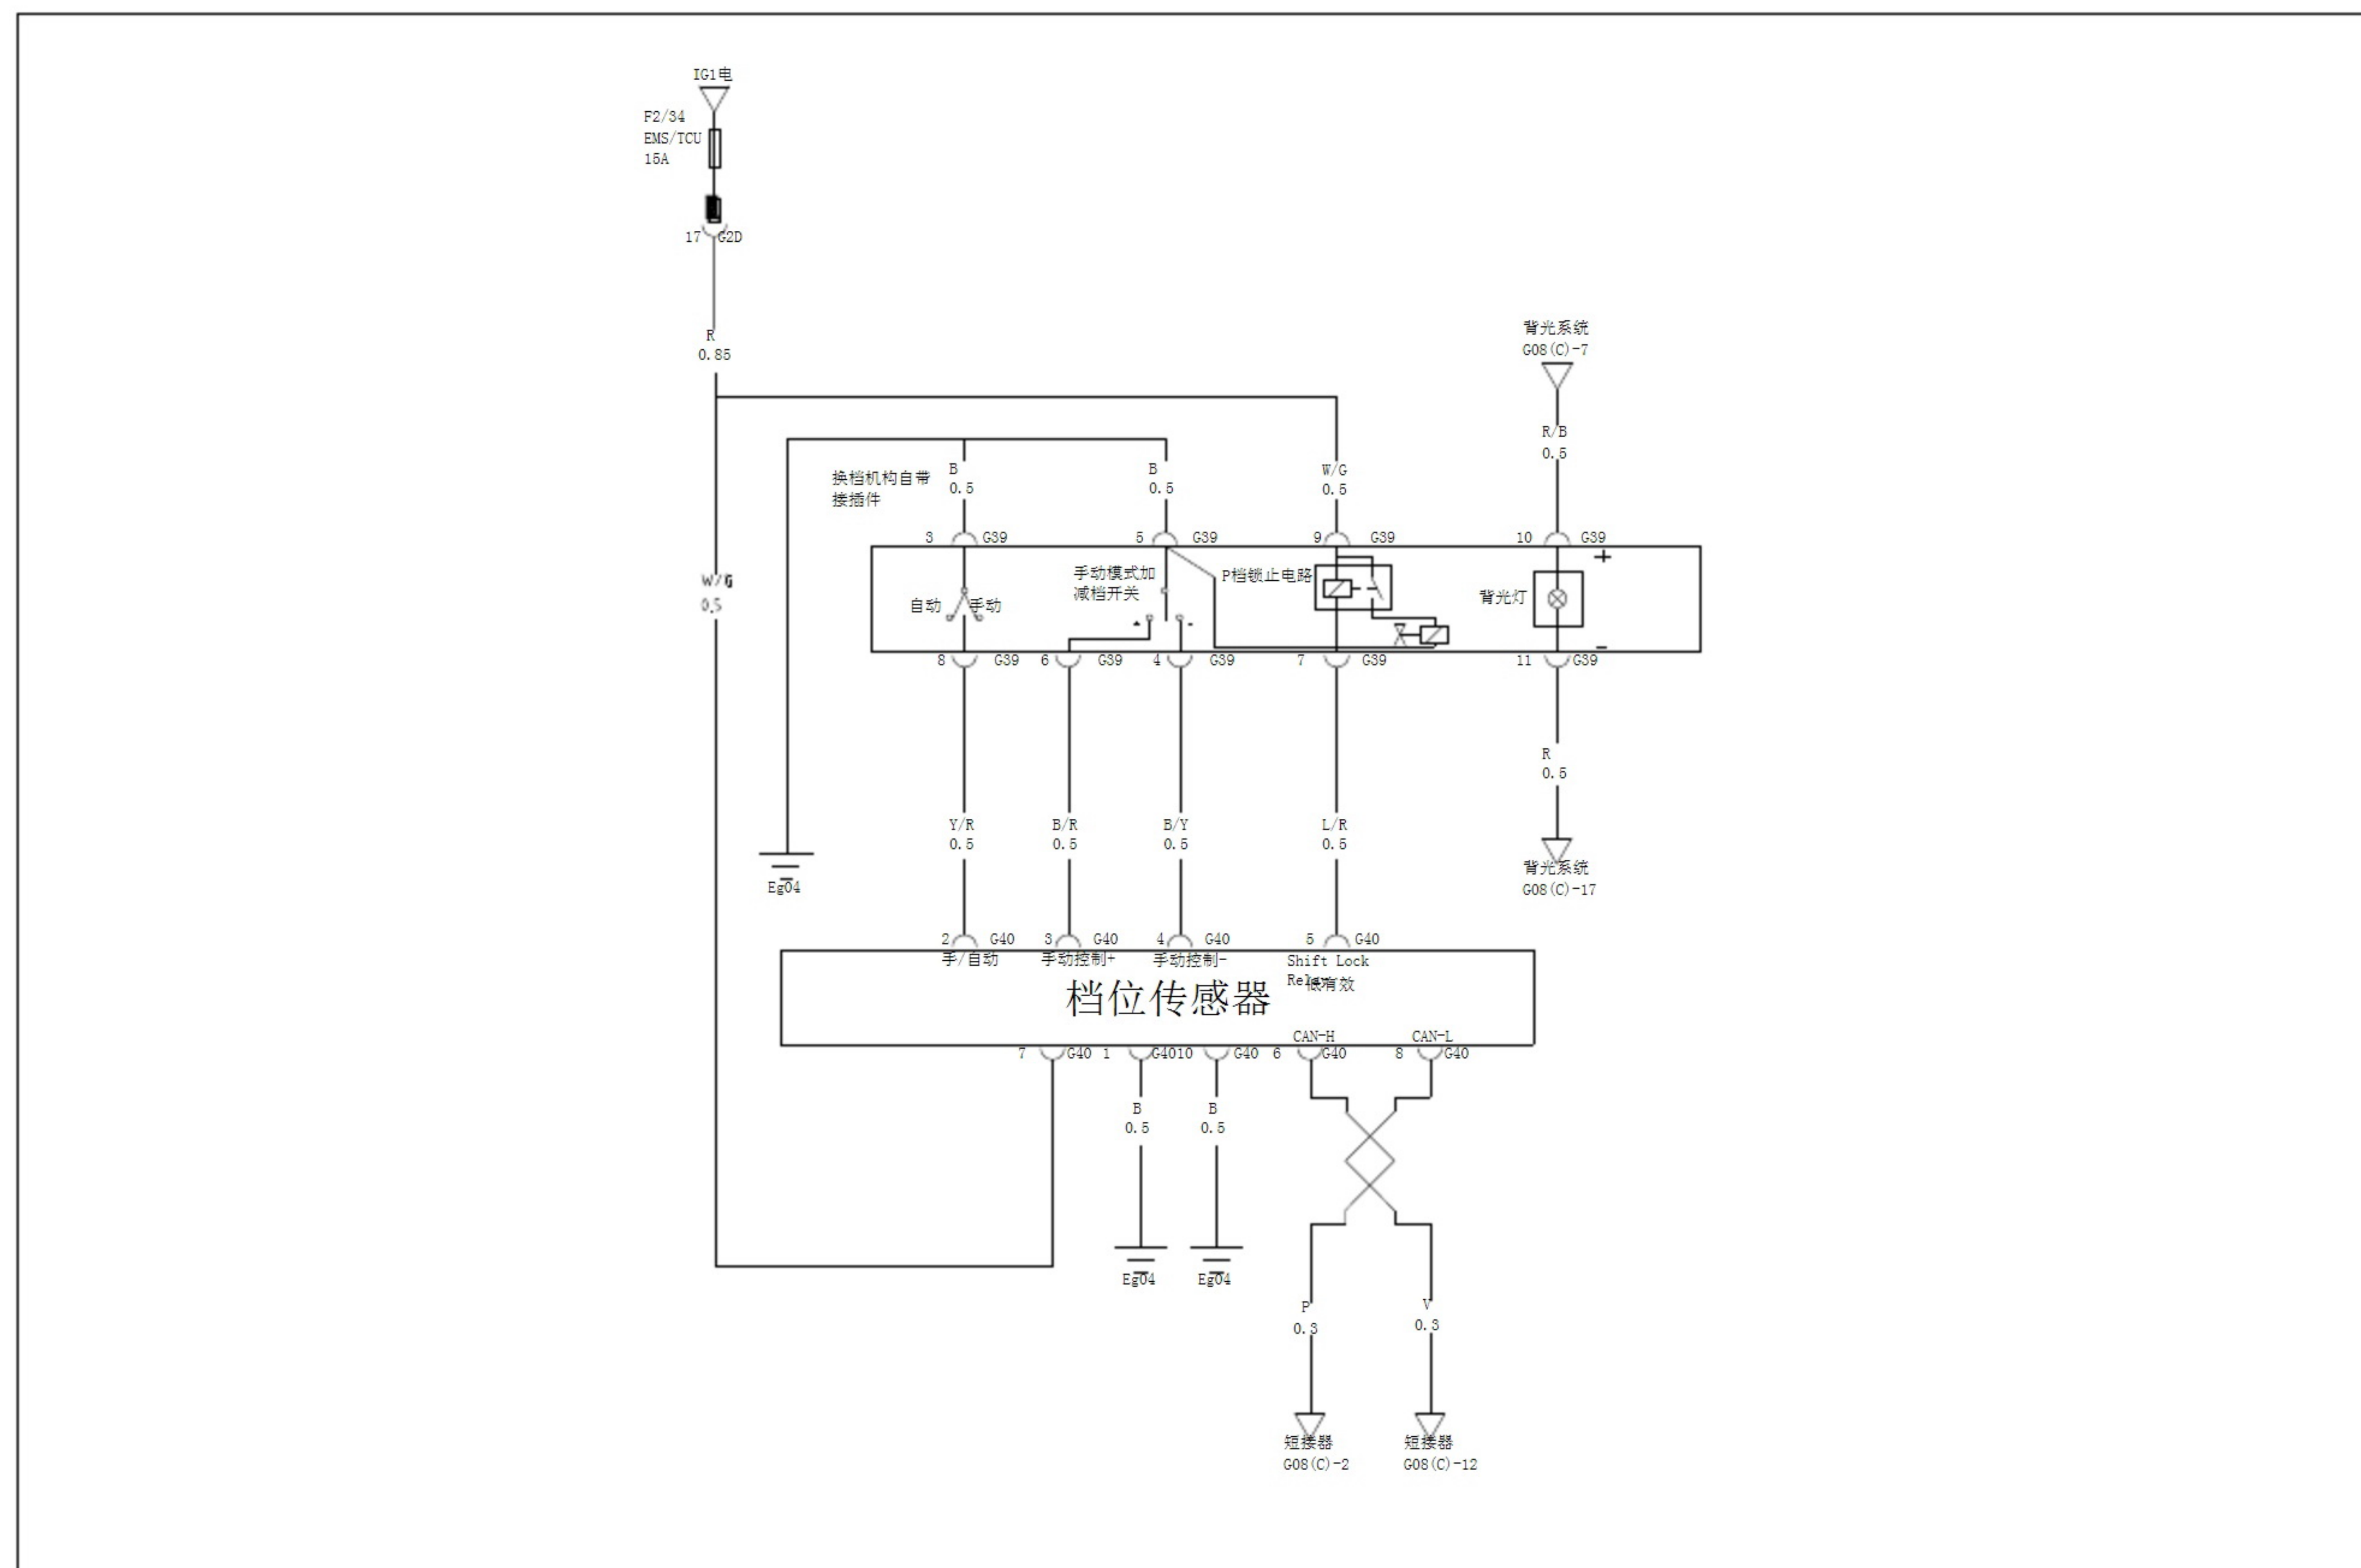 IG1电
F2/34
EMS/TCU
15A
17 G2D
R
0.85
背光系统
G08(C)-7
R/B
0.5
换档机构自带
接插件
B
0.5
B
0.5
W/G
0.5
3 G39
5 G39
9 G39
10 G39
+
W/G
0.5
自动 手动
手动模式加
减档开关
-
P档锁止电路
背光灯
-
8 G39
6 G39
4 G39
7 G39
11 G39
R
0.5
Y/R
0.5
B/R
0.5
B/Y
0.5
L/R
0.5
背光系统
G08(C)-17
Eg04
2 G40
3 G40
4 G40
5 G40
手/自动
手动控制+
手动控制-
Shift Lock
低有效
档位传感器
CAN-H
CAN-L
7 G40
1 G40
10 G40
6 G40
8 G40
B
0.5
B
0.5
Eg04
Eg04
P
0.3
V
0.3
短接器
G08(C)-2
短接器
G08(C)-12